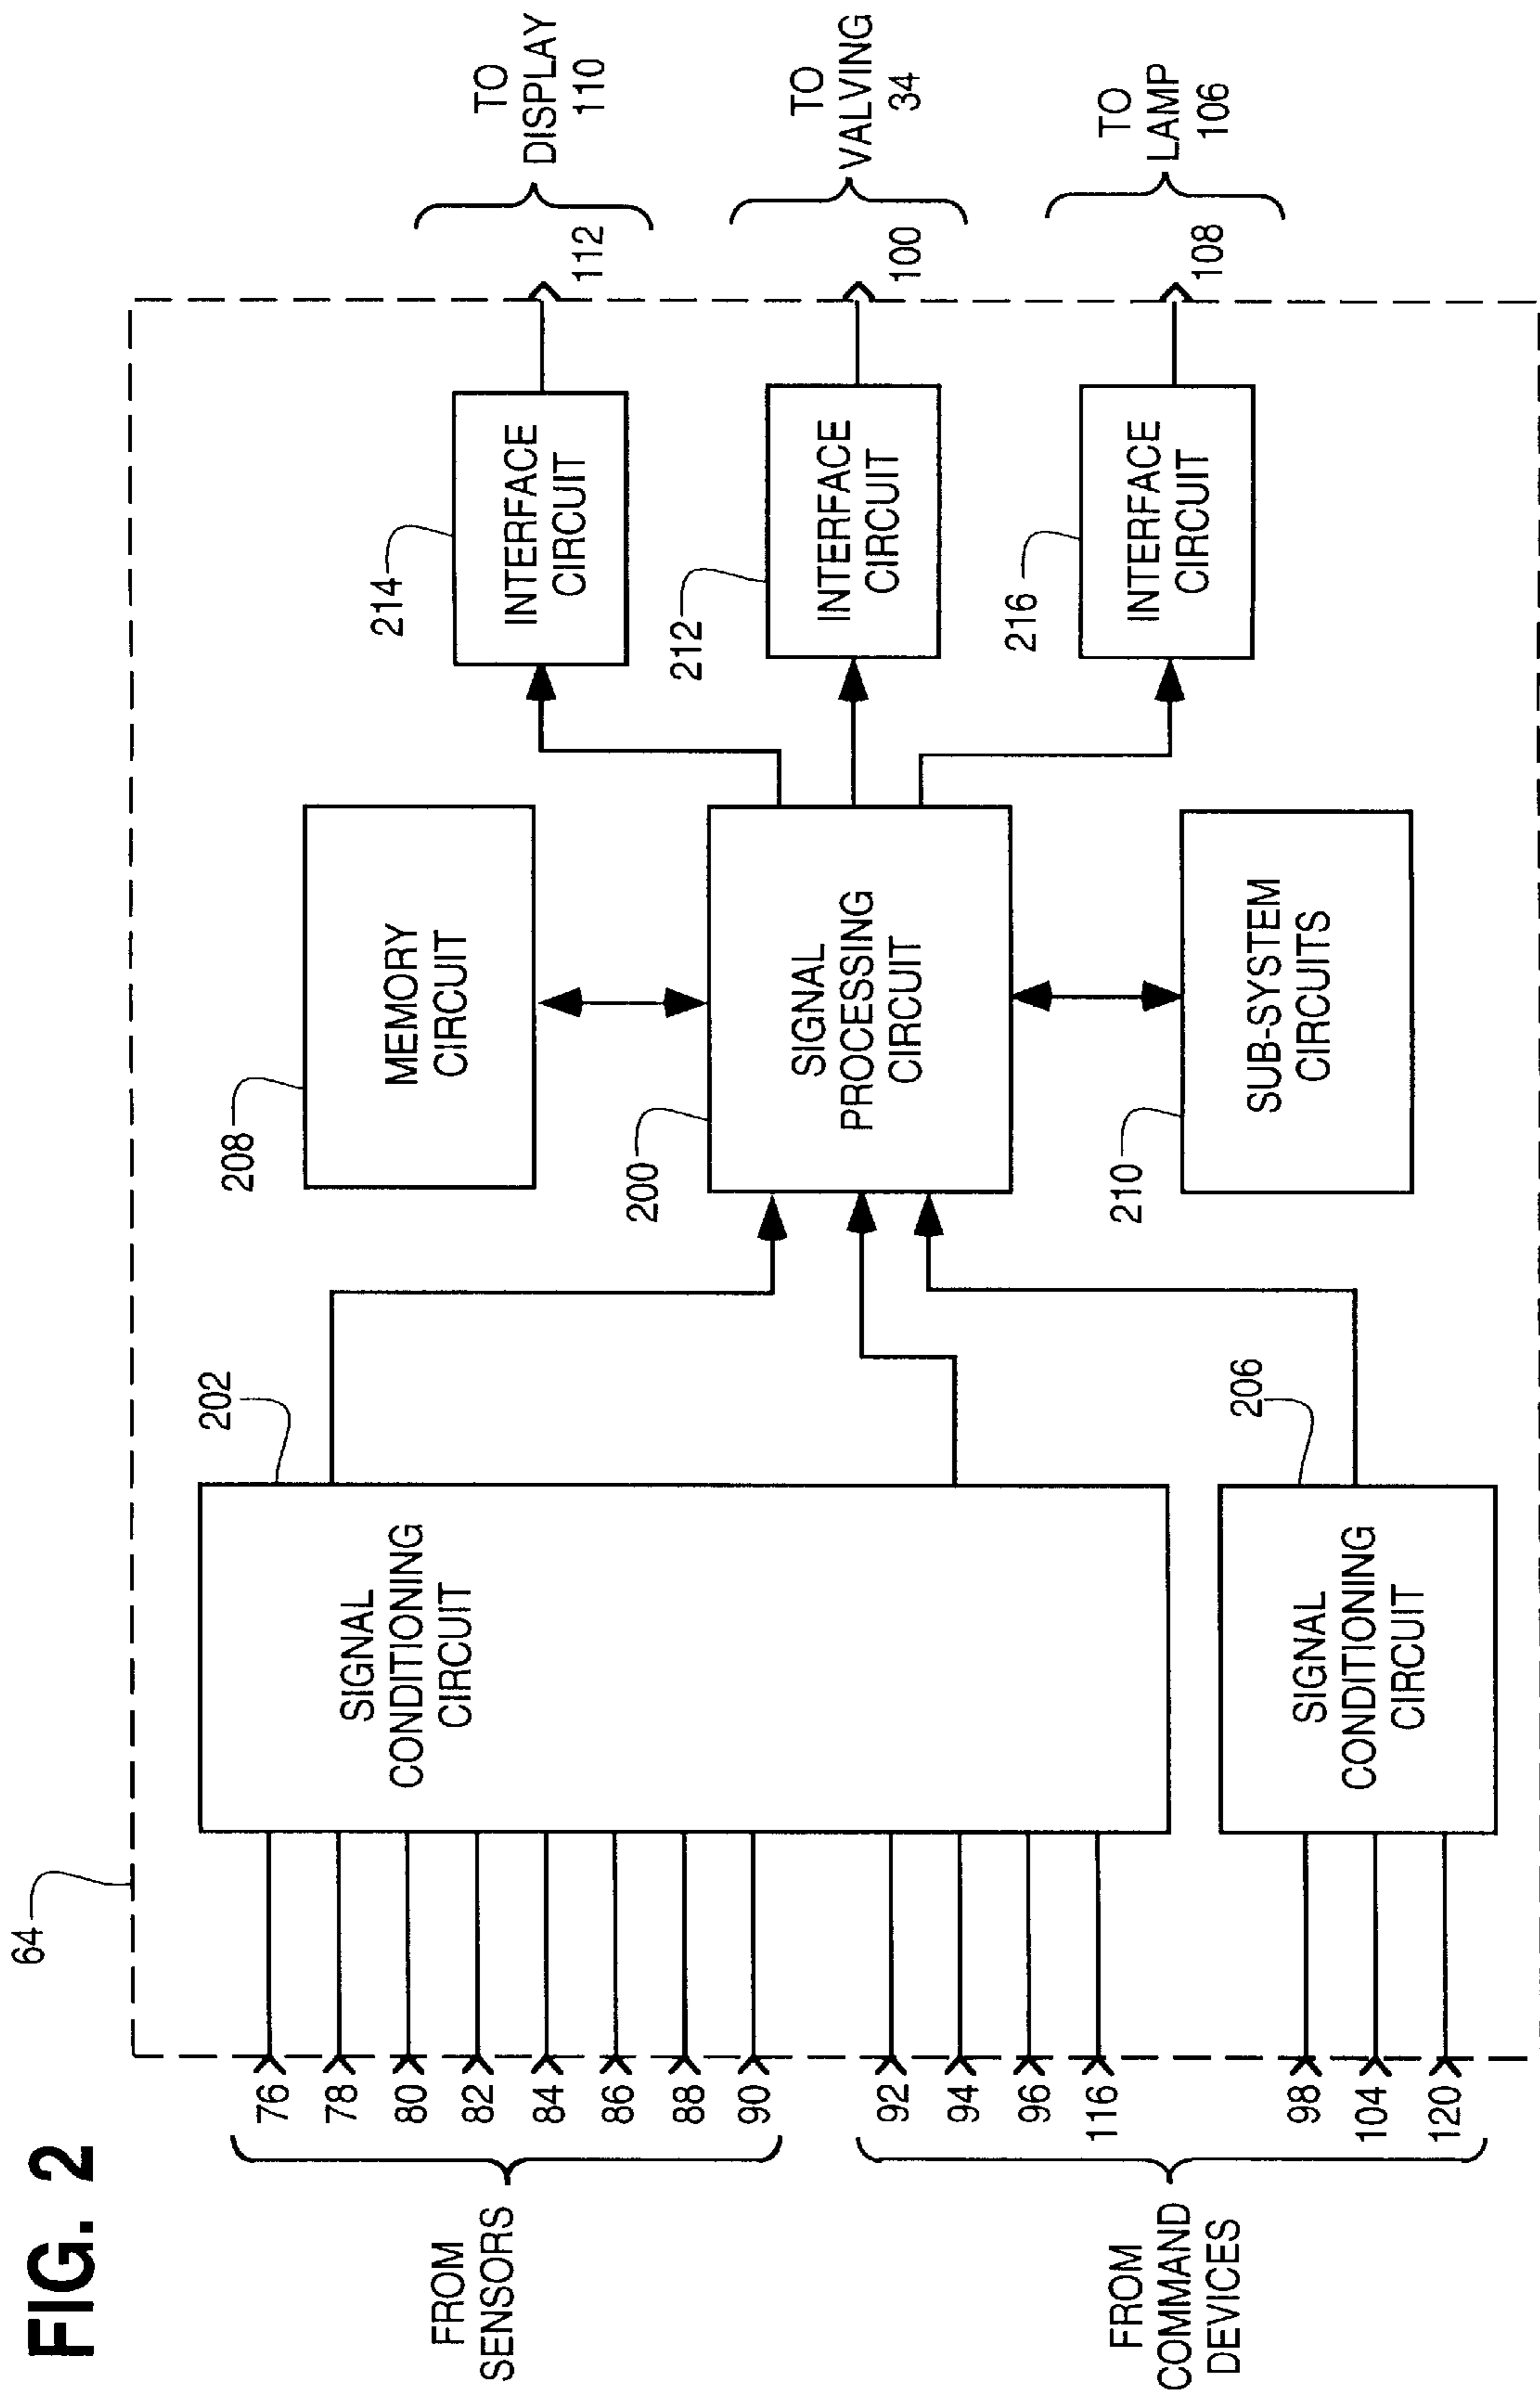 FIG. 2
64
FROM
SENSORS
76
78
80
82
84
86
88
90
FROM
COMMAND
DEVICES
92
94
96
116
98
104
120
202
SIGNAL
CONDITIONING
CIRCUIT
206
SIGNAL
CONDITIONING
CIRCUIT
208
MEMORY
CIRCUIT
200
SIGNAL
PROCESSING
CIRCUIT
210
SUB-SYSTEM
CIRCUITS
214
INTERFACE
CIRCUIT
212
INTERFACE
CIRCUIT
216
INTERFACE
CIRCUIT
112
TO
DISPLAY
110
100
TO
VALVING
34
108
TO
LAMP
106